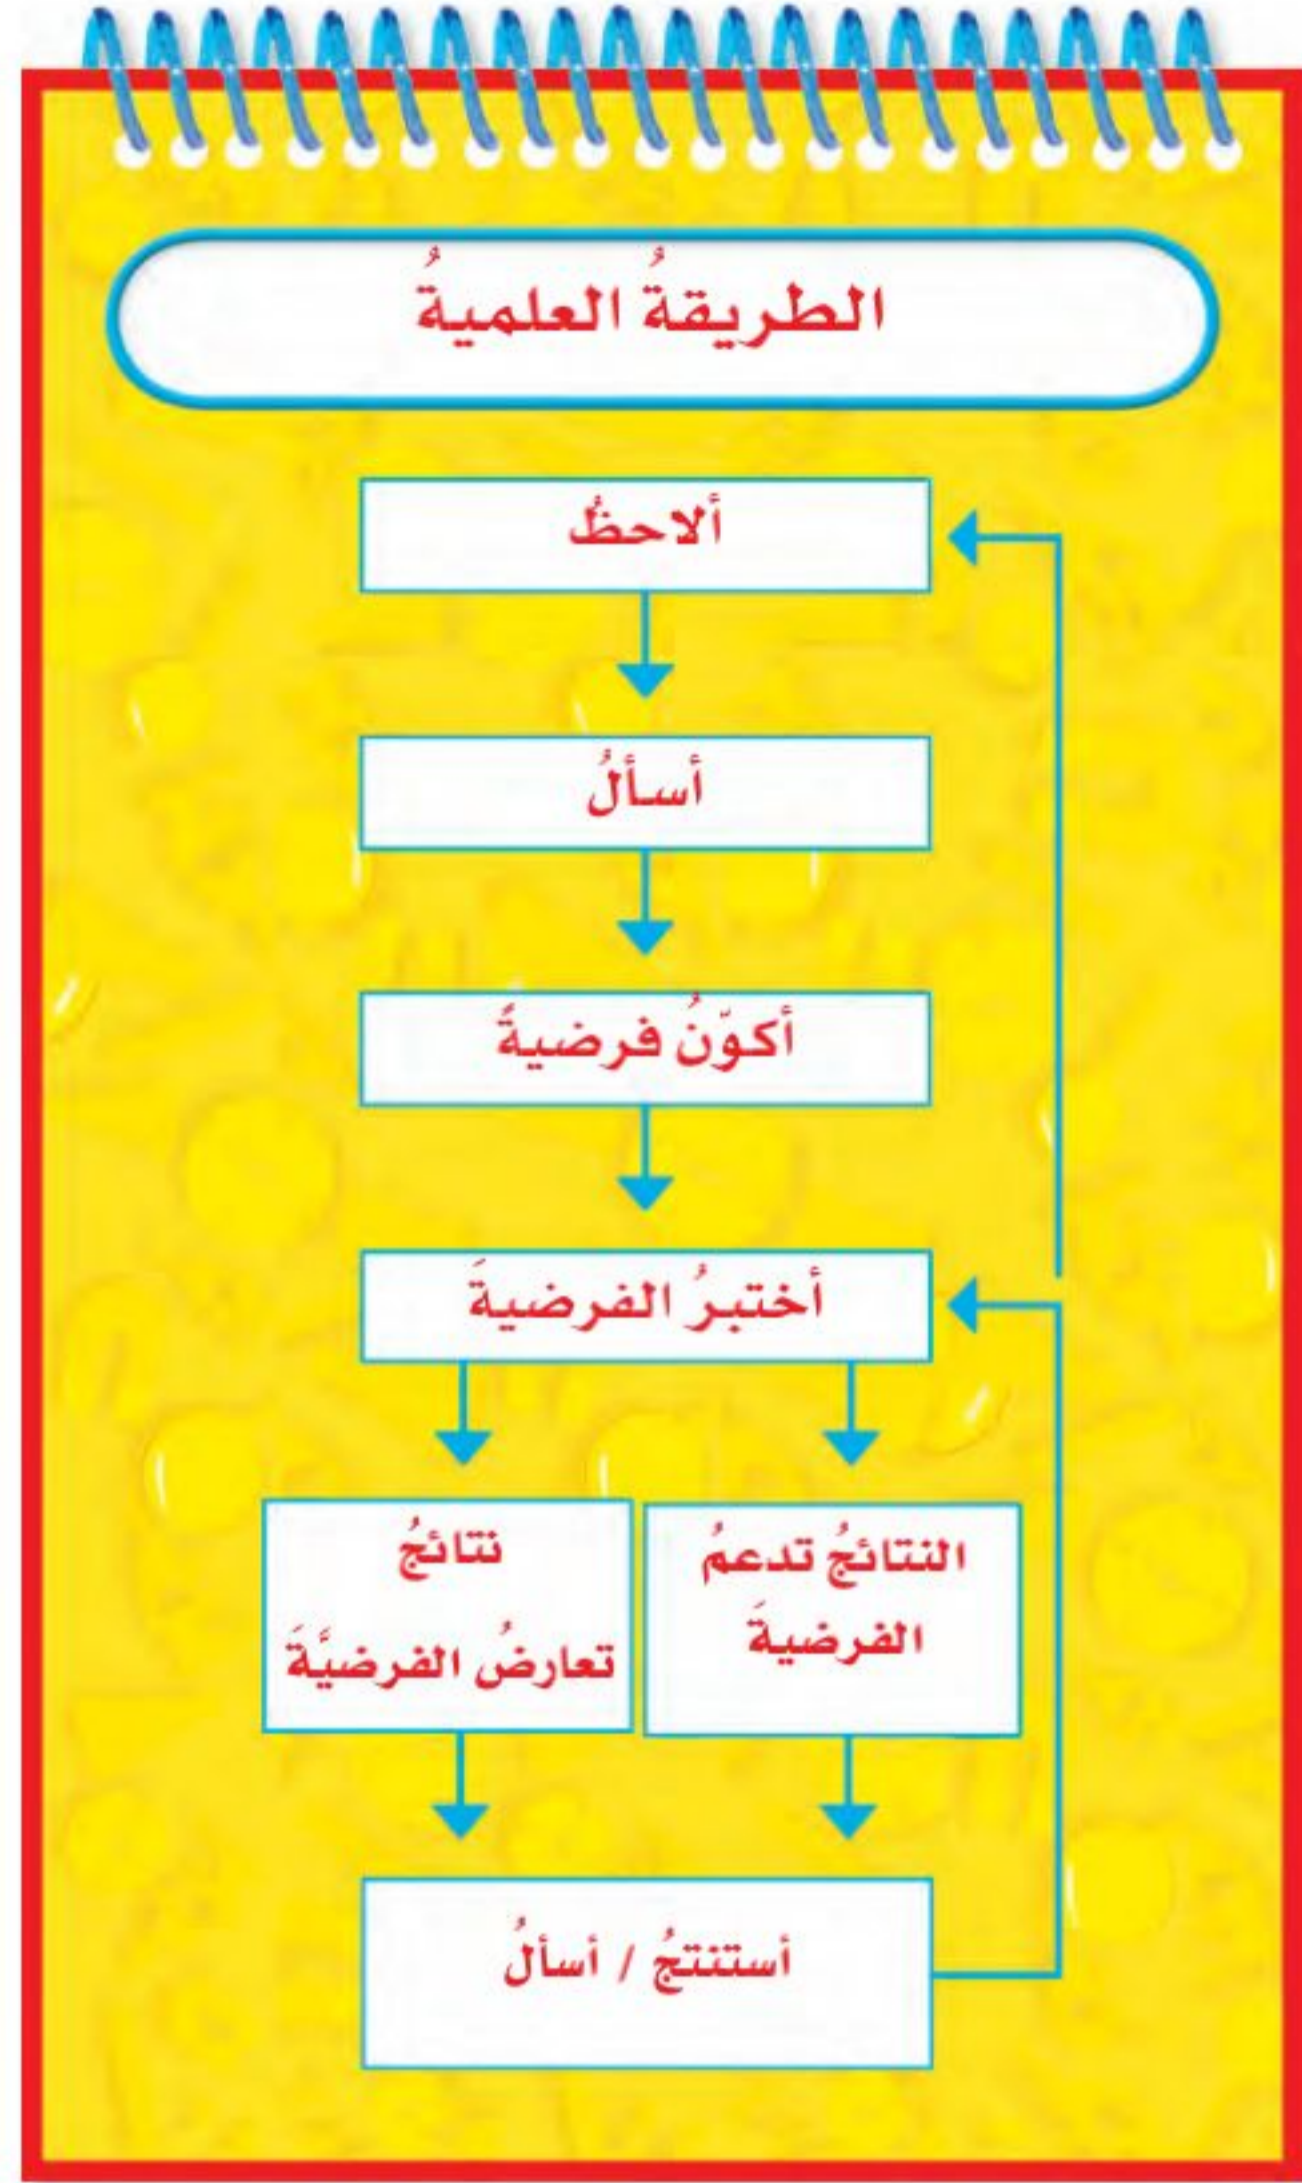 الطريقةُ العلميةُ
ألاحظُ
أسألُ
أكوّنُ فرضيةً
أختبرُ الفرضيةَ
النتائجُ تدعمُ
الفرضيةَ
نتائجُ
تعارضُ الفرضيَّةَ
أستنتجُ / أسألُ